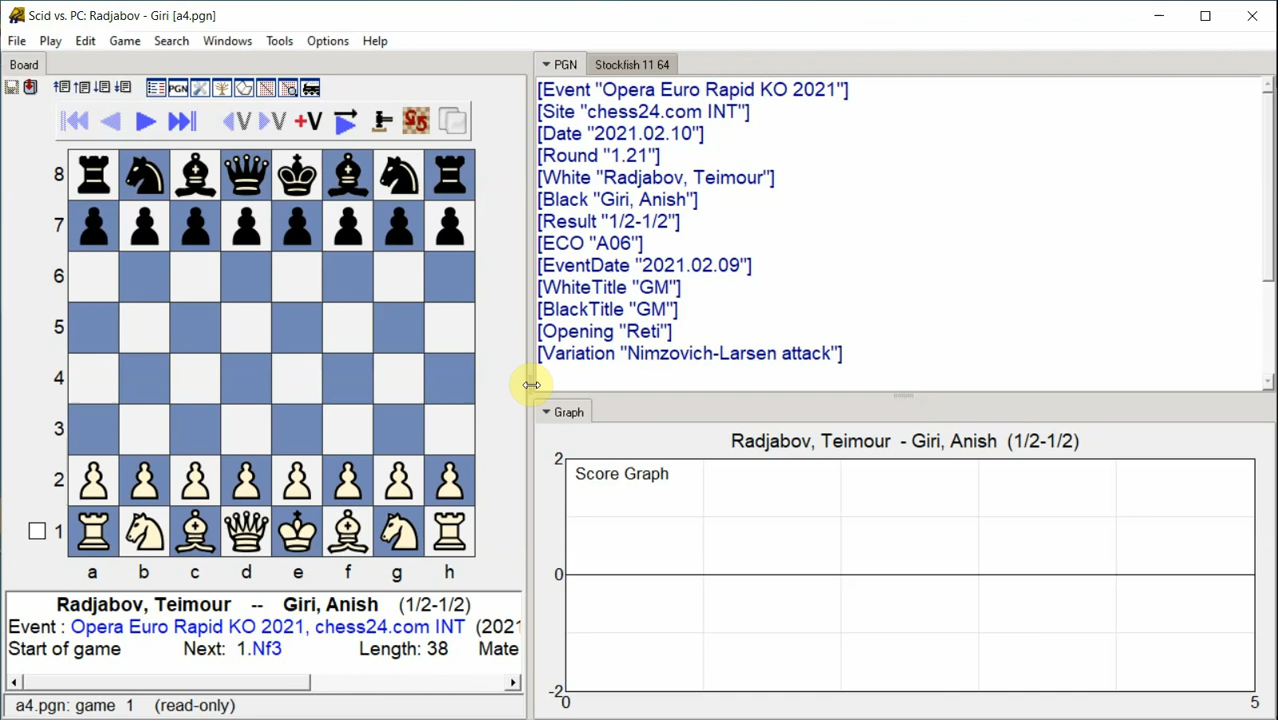 Scid vs. PC: Radjabov - Giri [a4.pgn]
File Play Edit Game Search Windows Tools Options Help
Board
PGN
V V +V
8
7
6
5
4
3
2
1
a b c d e f g h
Radjabov, Teimour -- Giri, Anish (1/2-1/2)
Event : Opera Euro Rapid KO 2021, chess24.com INT (2021
Start of game Next: 1.Nf3 Length: 38 Mate
a4.pgn: game 1 (read-only)
PGN Stockfish 11 64
[Event "Opera Euro Rapid KO 2021"]
[Site "chess24.com INT"]
[Date "2021.02.10"]
[Round "1.21"]
[White "Radjabov, Teimour"]
[Black "Giri, Anish"]
[Result "1/2-1/2"]
[ECO "A06"]
[EventDate "2021.02.09"]
[WhiteTitle "GM"]
[BlackTitle "GM"]
[Opening "Reti"]
[Variation "Nimzovich-Larsen attack"]
Graph
Radjabov, Teimour - Giri, Anish (1/2-1/2)
Score Graph
2
0
-2
0 5